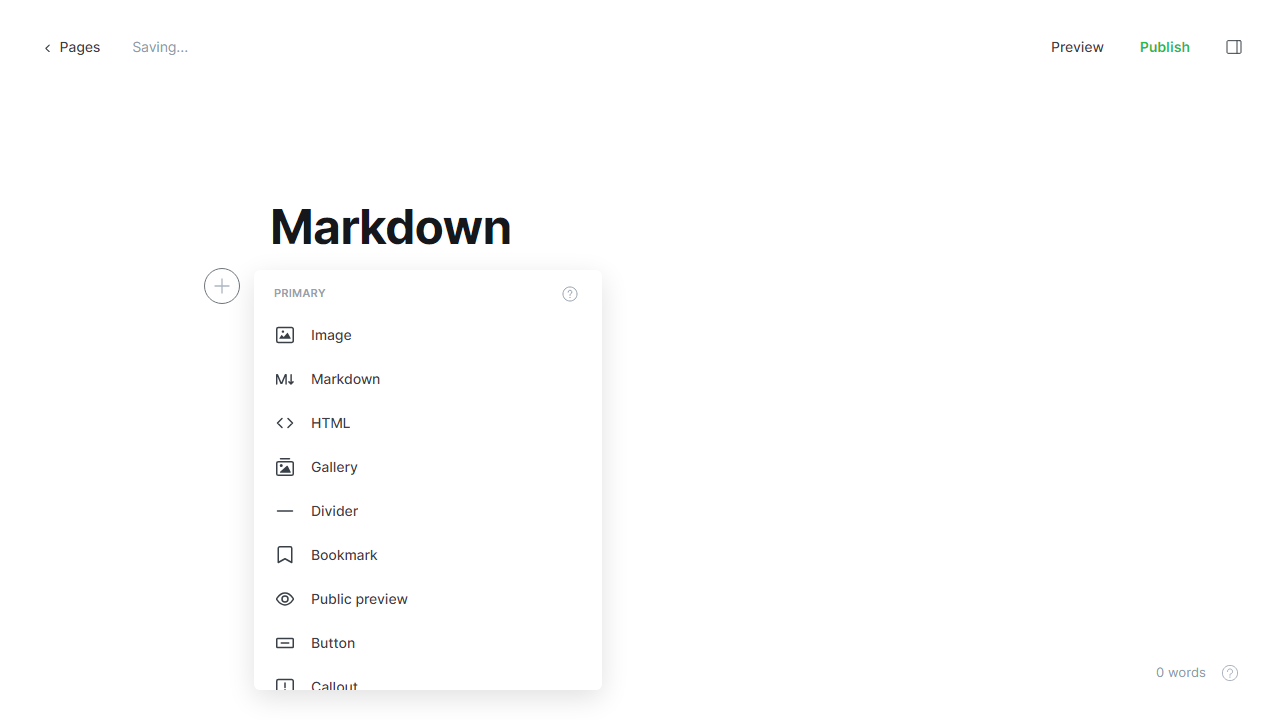 Pages
Saving...
Preview
Publish
Markdown
PRIMARY
Image
Markdown
HTML
Gallery
Divider
Bookmark
Public preview
Button
Callout
0 words